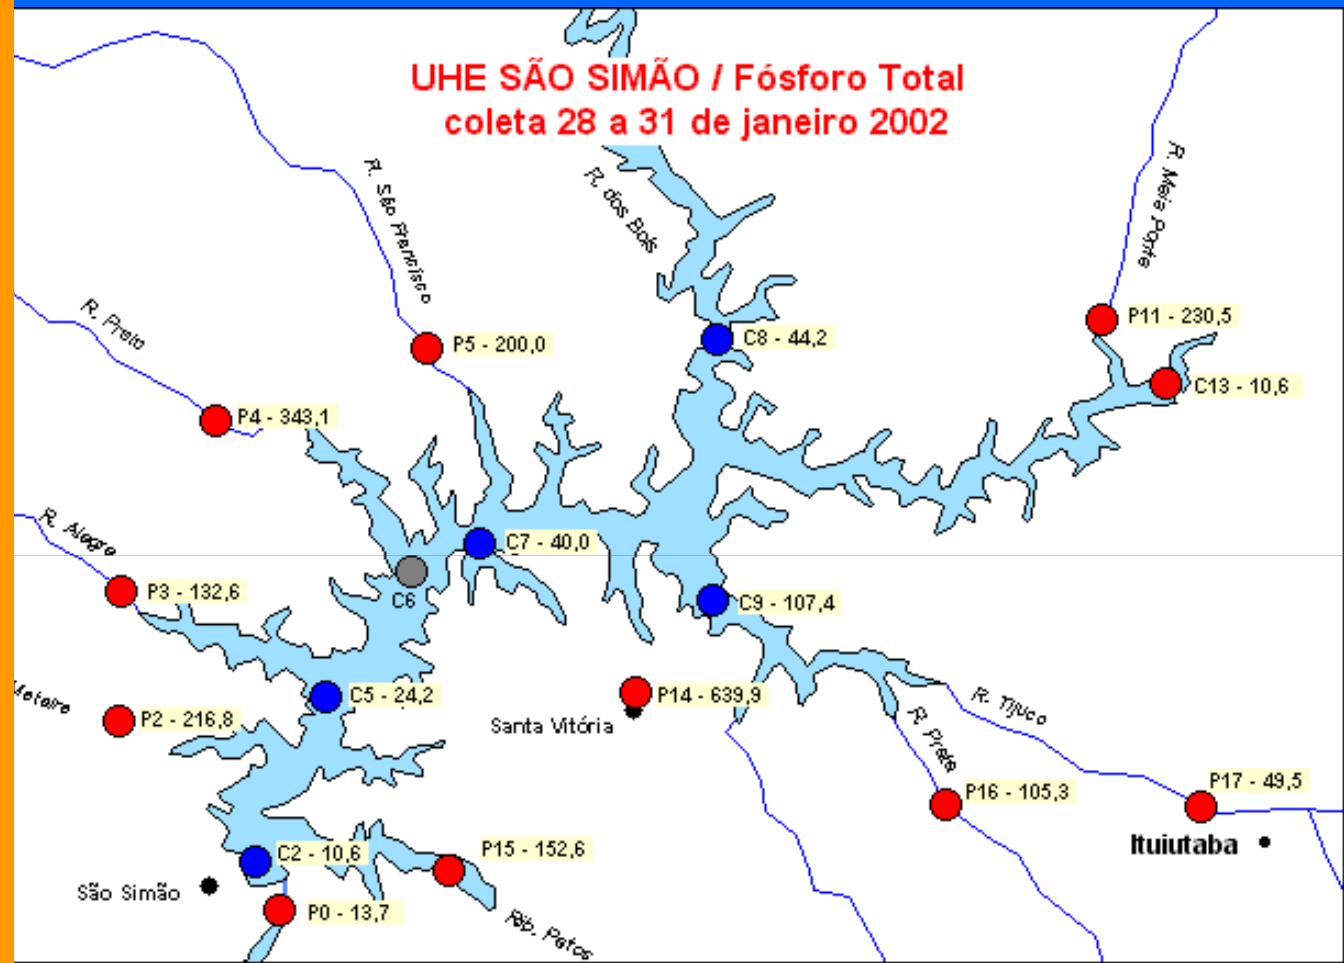 UHE SÃO SIMÃO / Fósforo Total
coleta 28 a 31 de janeiro 2002
R. São Francisco
R. dos Bois
R. Meia Ponte
R. Preto
P11 - 230,5
P5 - 200,0
C8 - 44,2
C13 - 10,6
P4 - 343,1
R. Alegre
C7 - 40,0
P3 - 132,6
C6
C9 - 107,4
C5 - 24,2
P14 - 639,9
P2 - 216,8
Santa Vitória
R. Tijuco
R. Prata
P17 - 49,5
P16 - 105,3
Ituiutaba
C2 - 10,6
P15 - 152,6
São Simão
P0 - 13,7
Rib. Patos